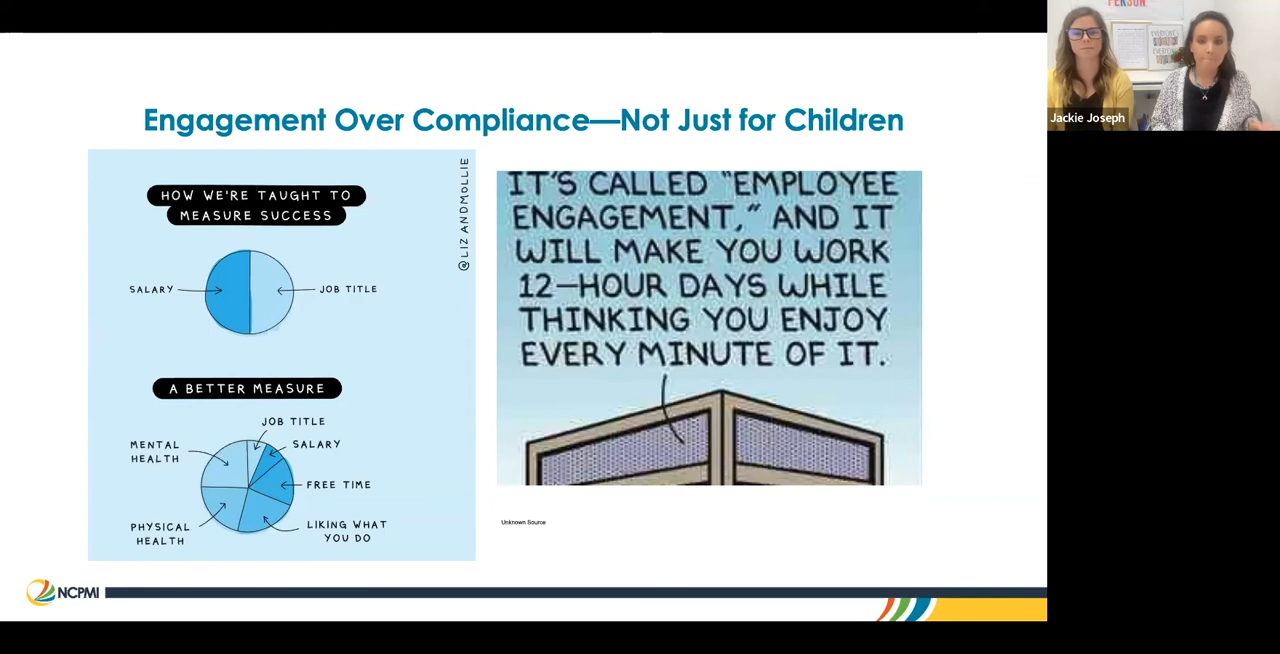 PERSON.
Jackie Joseph
Engagement Over Compliance—Not Just for Children
HOW WE'RE TAUGHT TO
MEASURE SUCCESS
@LIZANDMOLLIE
SALARY
JOB TITLE
A BETTER MEASURE
JOB TITLE
MENTAL
HEALTH
SALARY
FREE TIME
PHYSICAL
HEALTH
LIKING WHAT
YOU DO
IT'S CALLED "EMPLOYEE
ENGAGEMENT," AND IT
WILL MAKE YOU WORK
12-HOUR DAYS WHILE
THINKING YOU ENJOY
EVERY MINUTE OF IT.
Unknown Source
NCPMI